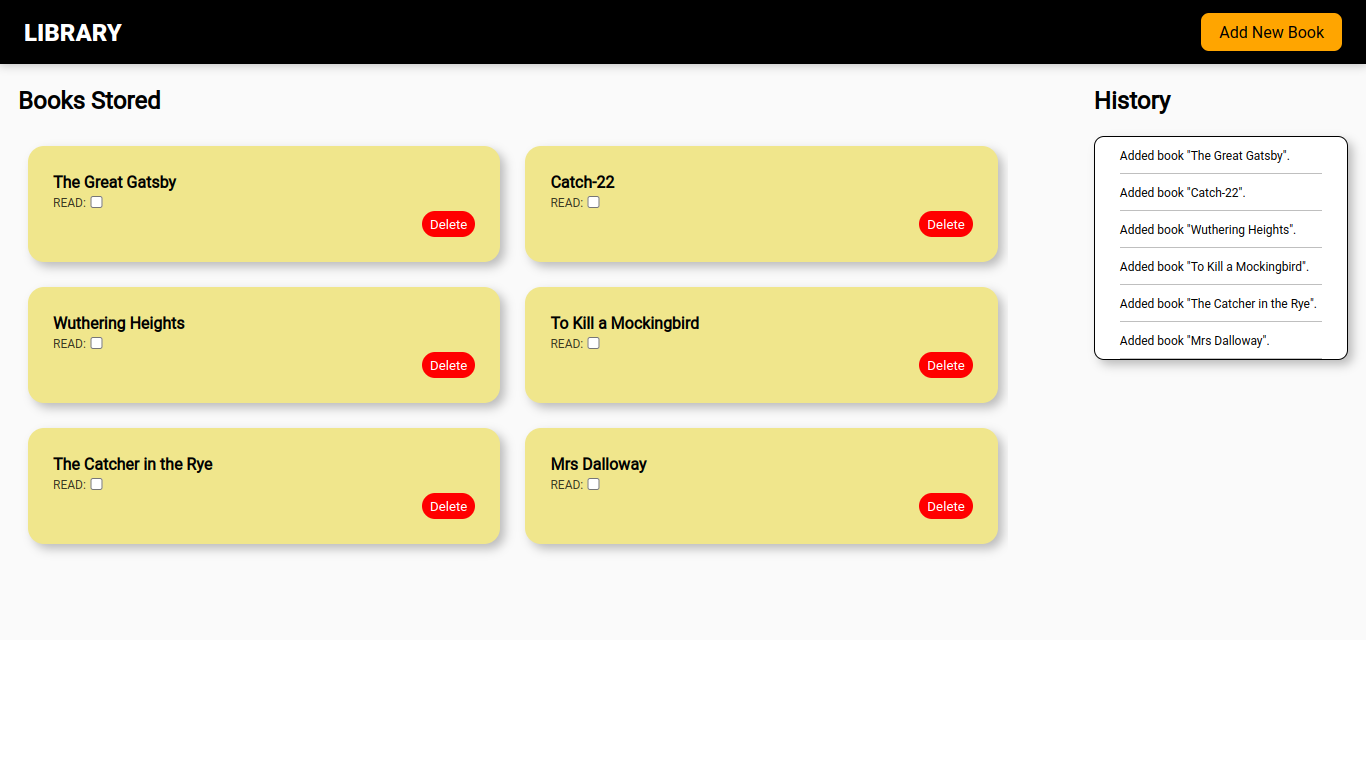 LIBRARY
Add New Book
Books Stored
The Great Gatsby
READ:
Delete
Catch-22
READ:
Delete
Wuthering Heights
READ:
Delete
To Kill a Mockingbird
READ:
Delete
The Catcher in the Rye
READ:
Delete
Mrs Dalloway
READ:
Delete
History
Added book "The Great Gatsby".
Added book "Catch-22".
Added book "Wuthering Heights".
Added book "To Kill a Mockingbird".
Added book "The Catcher in the Rye".
Added book "Mrs Dalloway".